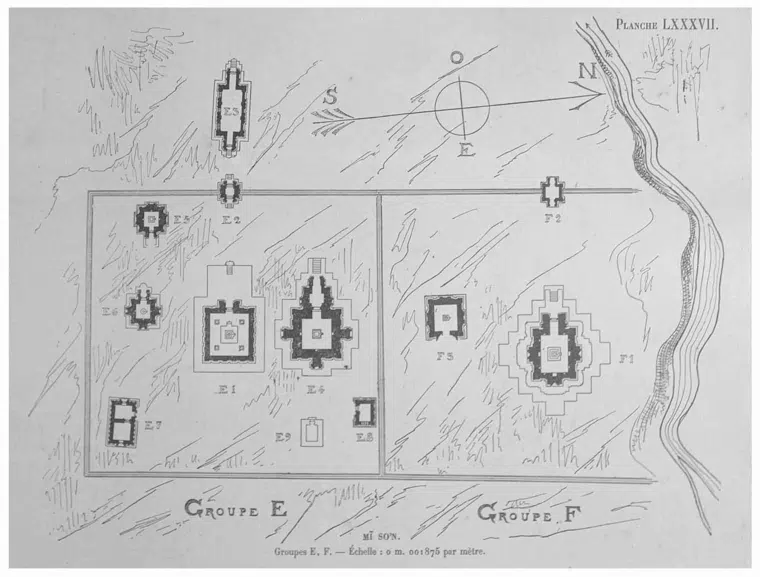 PLANCHE LXXXVII.
O
S
N
E
E3
E5
E2
F2
E6
E1
E4
F3
F1
E7
E9
E8
GROUPE E
GROUPE F
MĨ SO'N.
Groupes E, F. — Échelle : 0 m. 001875 par mètre.